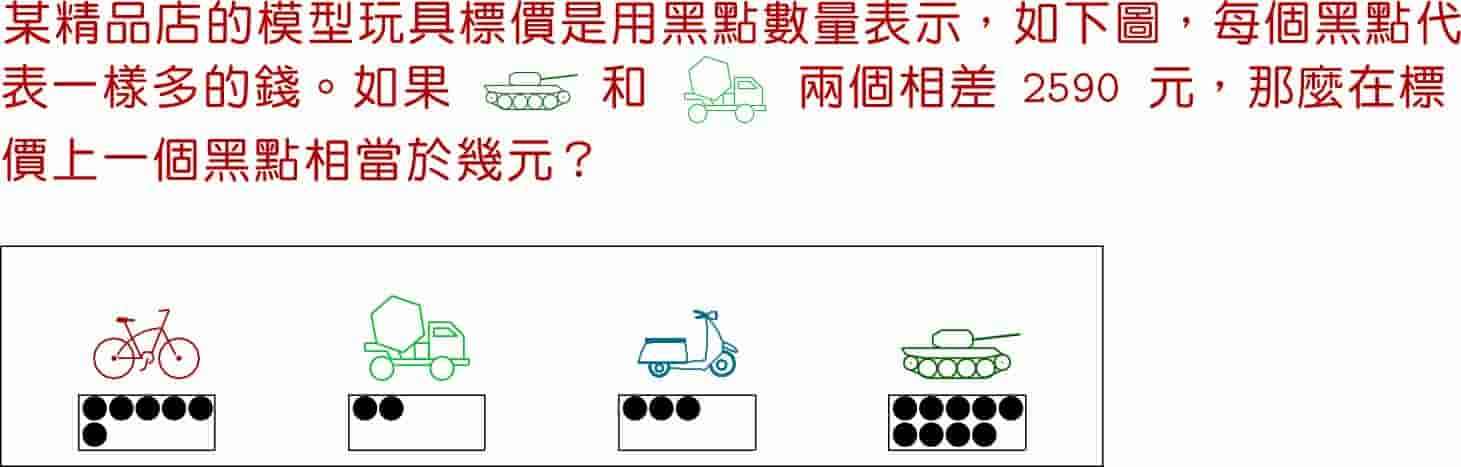 某精品店的模型玩具標價是用黑點數量表示，如下圖，每個黑點代
表一樣多的錢。如果 和 兩個相差 2590 元，那麼在標
價上一個黑點相當於幾元？